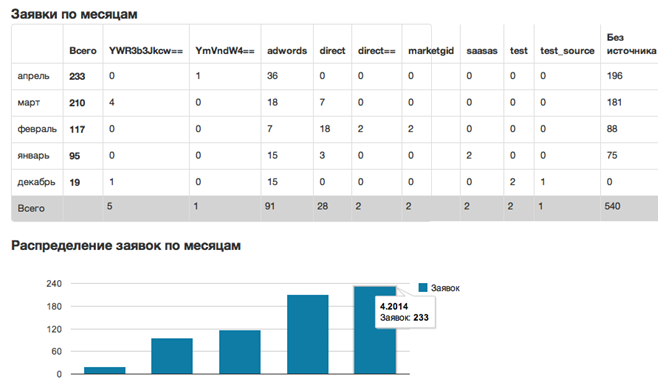 Заявки по месяцам
Всего YWR3b3Jkcw== YmVndW4== adwords direct direct== marketgid saasas test test_source Без источника
апрель 233 0 1 36 0 0 0 0 0 0 196
март 210 4 0 18 7 0 0 0 0 0 181
февраль 117 0 0 7 18 2 2 0 0 0 88
январь 95 0 0 15 3 0 0 2 0 0 75
декабрь 19 1 0 15 0 0 0 0 2 1 0
Всего 5 1 91 28 2 2 2 2 1 540
Распределение заявок по месяцам
240
180
120
60
0
Заявок
4.2014
Заявок: 233